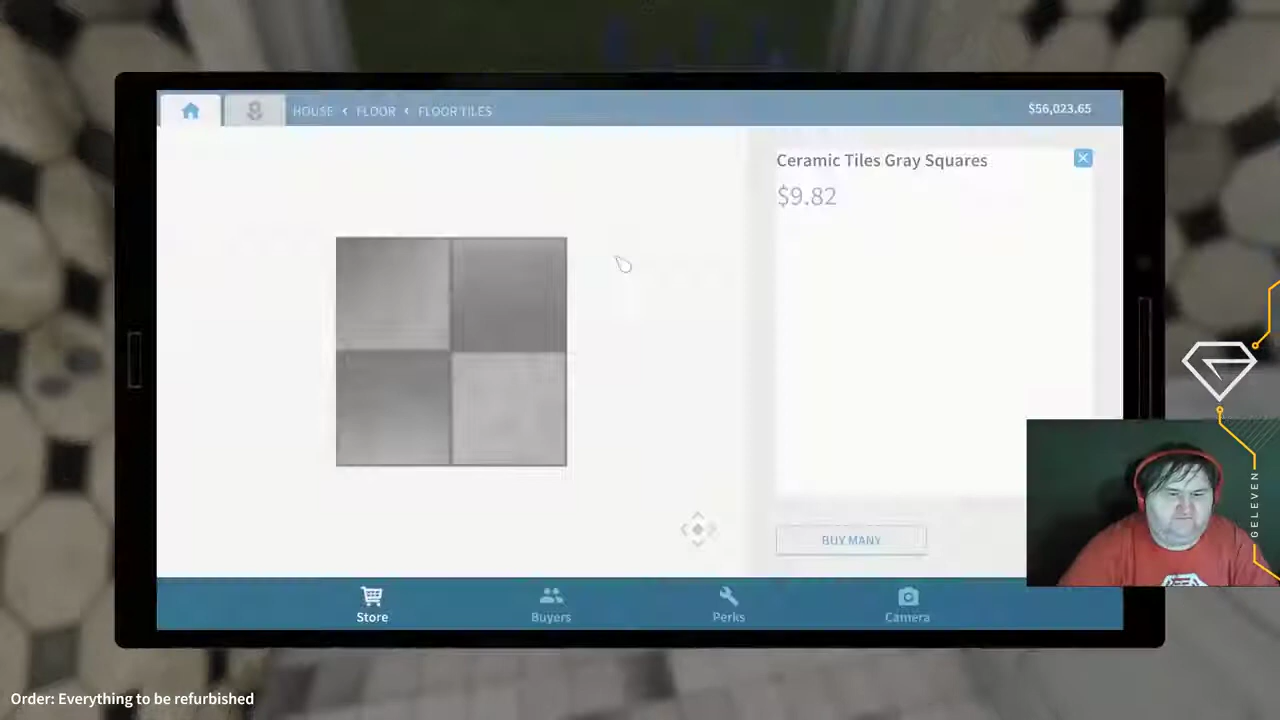 HOUSE < FLOOR < FLOOR TILES
$56,023.65
Ceramic Tiles Gray Squares
$9.82
BUY MANY
Store
Buyers
Perks
Camera
GELEVEN
Order: Everything to be refurbished